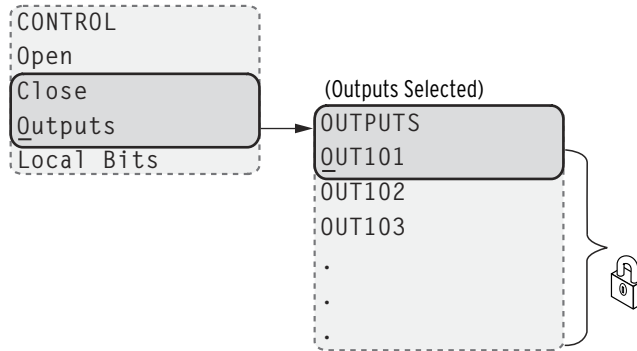 CONTROL
Open
Close
Outputs
Local Bits
(Outputs Selected)
OUTPUTS
OUT101
OUT102
OUT103
.
.
.